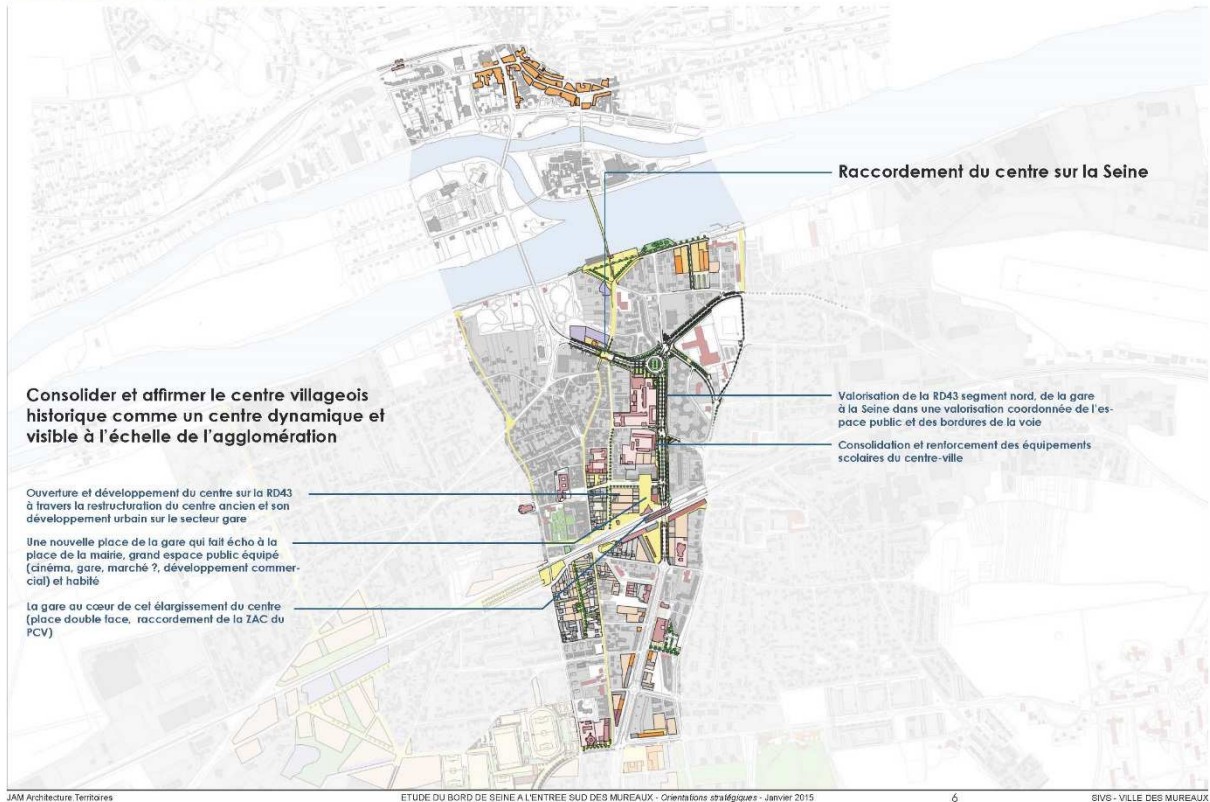 Raccordement du centre sur la Seine
Consolider et affirmer le centre villageois
historique comme un centre dynamique et
visible à l'échelle de l'agglomération
Valorisation de la RD43 segment nord, de la gare
à la Seine dans une valorisation coordonnée de l'es-
pace public et des bordures de la voie
Consolidation et renforcement des équipements
scolaires du centre-ville
Ouverture et développement du centre sur la RD43
à travers la restructuration du centre ancien et son
développement urbain sur le secteur gare
Une nouvelle place de la gare qui fait écho à la
place de la mairie, grand espace public équipé
(cinéma, gare, marché ?, développement commer-
cial) et habité
La gare au cœur de cet élargissement du centre
(place double face, raccordement de la ZAC du
PCV)
JAM Architecture.Territoires
ETUDE DU BORD DE SEINE A L'ENTREE SUD DES MUREAUX - Orientations stratégiques - Janvier 2015
6
SIVS - VILLE DES MUREAUX